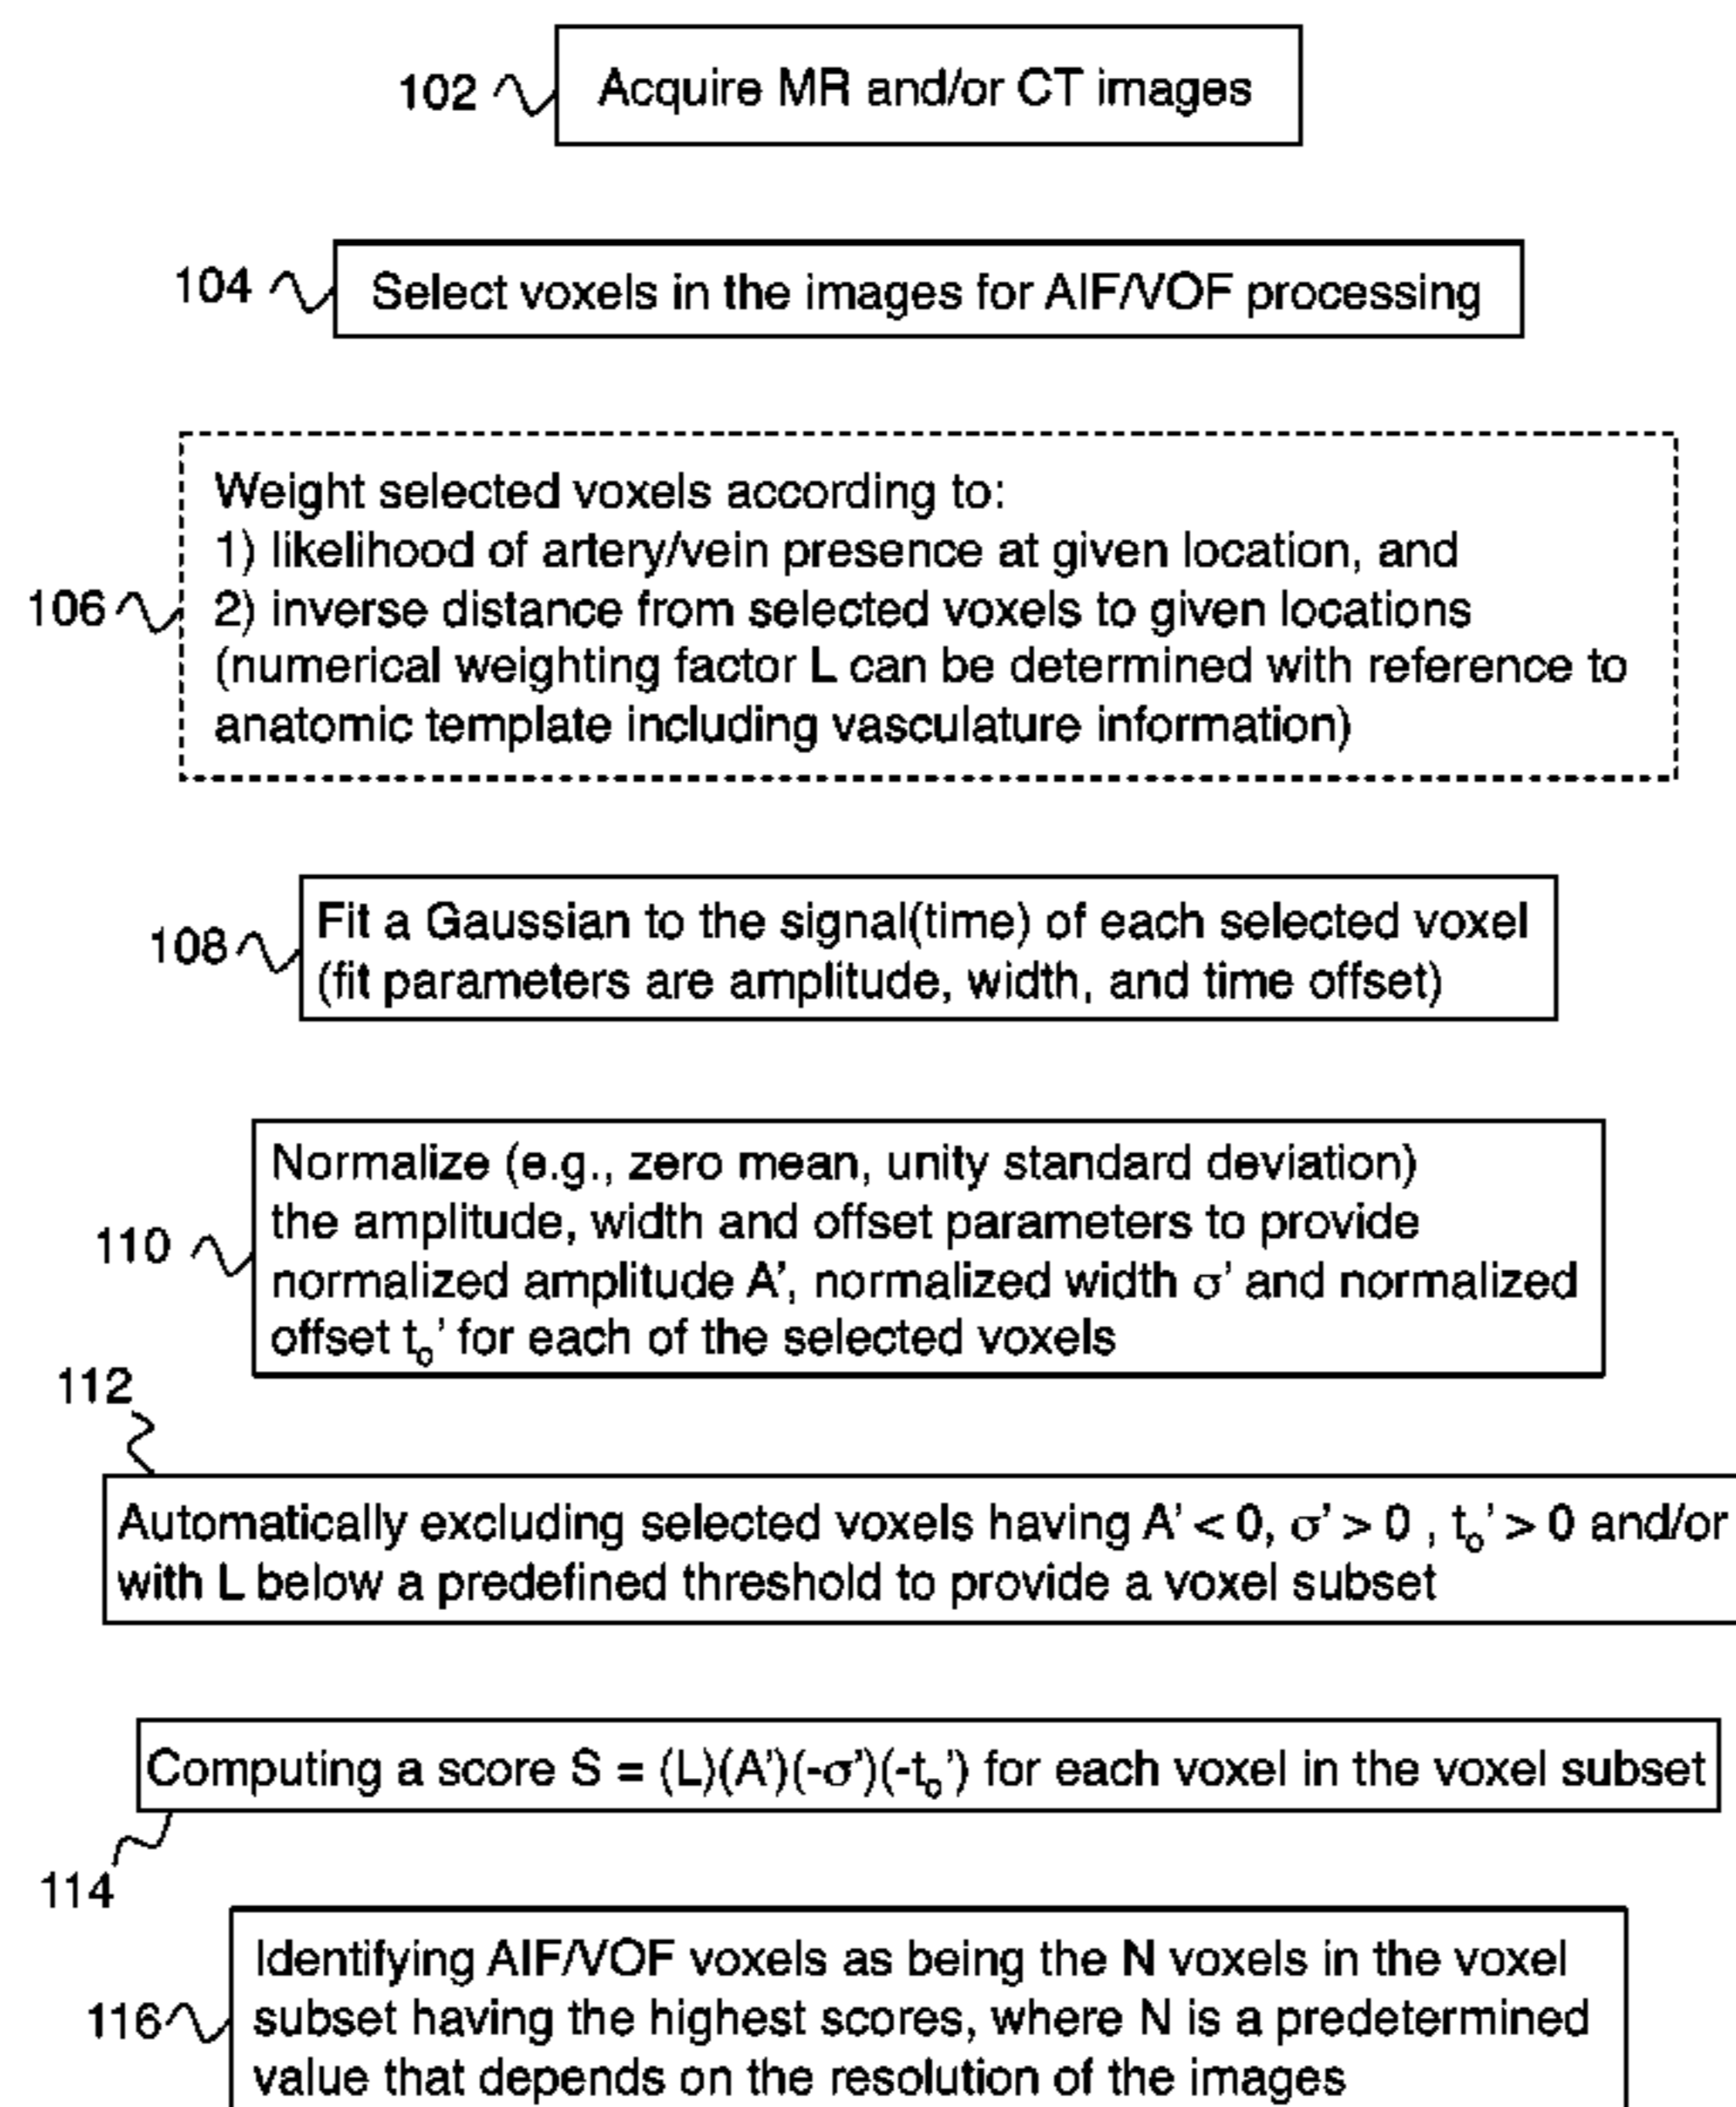 102 Acquire MR and/or CT images
104 Select voxels in the images for AIF/VOF processing
Weight selected voxels according to:
1) likelihood of artery/vein presence at given location, and
106 2) inverse distance from selected voxels to given locations
(numerical weighting factor L can be determined with reference to
anatomic template including vasculature information)
108 Fit a Gaussian to the signal(time) of each selected voxel
(fit parameters are amplitude, width, and time offset)
Normalize (e.g., zero mean, unity standard deviation)
the amplitude, width and offset parameters to provide
110 normalized amplitude A', normalized width σ' and normalized
offset t₀' for each of the selected voxels
112
Automatically excluding selected voxels having A' < 0, σ' > 0 , t₀' > 0 and/or
with L below a predefined threshold to provide a voxel subset
Computing a score S = (L)(A')(-σ')(-t₀') for each voxel in the voxel subset
114
Identifying AIF/VOF voxels as being the N voxels in the voxel
116 subset having the highest scores, where N is a predetermined
value that depends on the resolution of the images